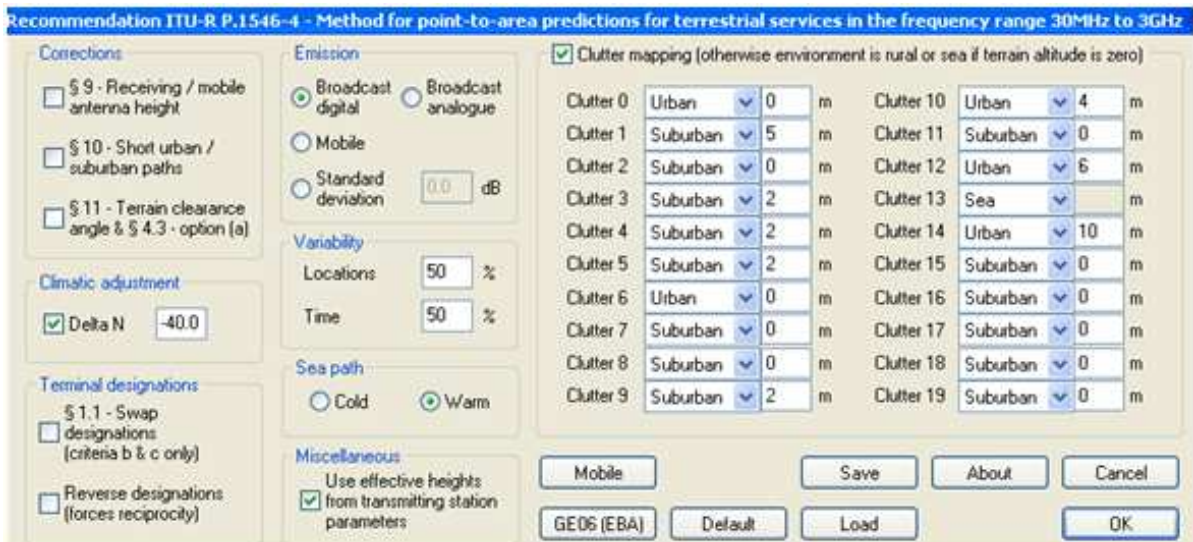 Recommendation ITU-R P.1546-4 - Method for point-to-area predictions for terrestrial services in the frequency range 30MHz to 3GHz
Corrections
§ 9 - Receiving / mobile
antenna height
§ 10 - Short urban /
suburban paths
§ 11 - Terrain clearance
angle & § 4.3 - option (a)
Climatic adjustment
Delta N -40.0
Terminal designations
§ 1.1 - Swap
designations
(criteria b & c only)
Reverse designations
(forces reciprocity)
Emission
Broadcast
digital
Broadcast
analogue
Mobile
Standard
deviation
0.0 dB
Variability
Locations 50 %
Time 50 %
Sea path
Cold Warm
Miscellaneous
Use effective heights
from transmitting station
parameters
Clutter mapping (otherwise environment is rural or sea if terrain altitude is zero)
Clutter 0 Urban 0 m
Clutter 1 Suburban 5 m
Clutter 2 Suburban 0 m
Clutter 3 Suburban 2 m
Clutter 4 Suburban 2 m
Clutter 5 Suburban 2 m
Clutter 6 Urban 0 m
Clutter 7 Suburban 0 m
Clutter 8 Suburban 0 m
Clutter 9 Suburban 2 m
Clutter 10 Urban 4 m
Clutter 11 Suburban 0 m
Clutter 12 Urban 6 m
Clutter 13 Sea m
Clutter 14 Urban 10 m
Clutter 15 Suburban 0 m
Clutter 16 Suburban 0 m
Clutter 17 Suburban 0 m
Clutter 18 Suburban 0 m
Clutter 19 Suburban 0 m
Mobile Save About Cancel
GE06 (EBA) Default Load OK